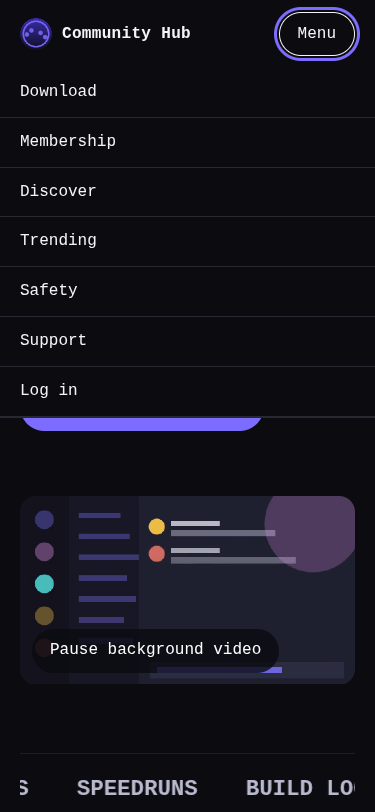 Community Hub
Menu
Download
Membership
Discover
Trending
Safety
Support
Log in
Pause background video
S SPEEDRUNS BUILD LO